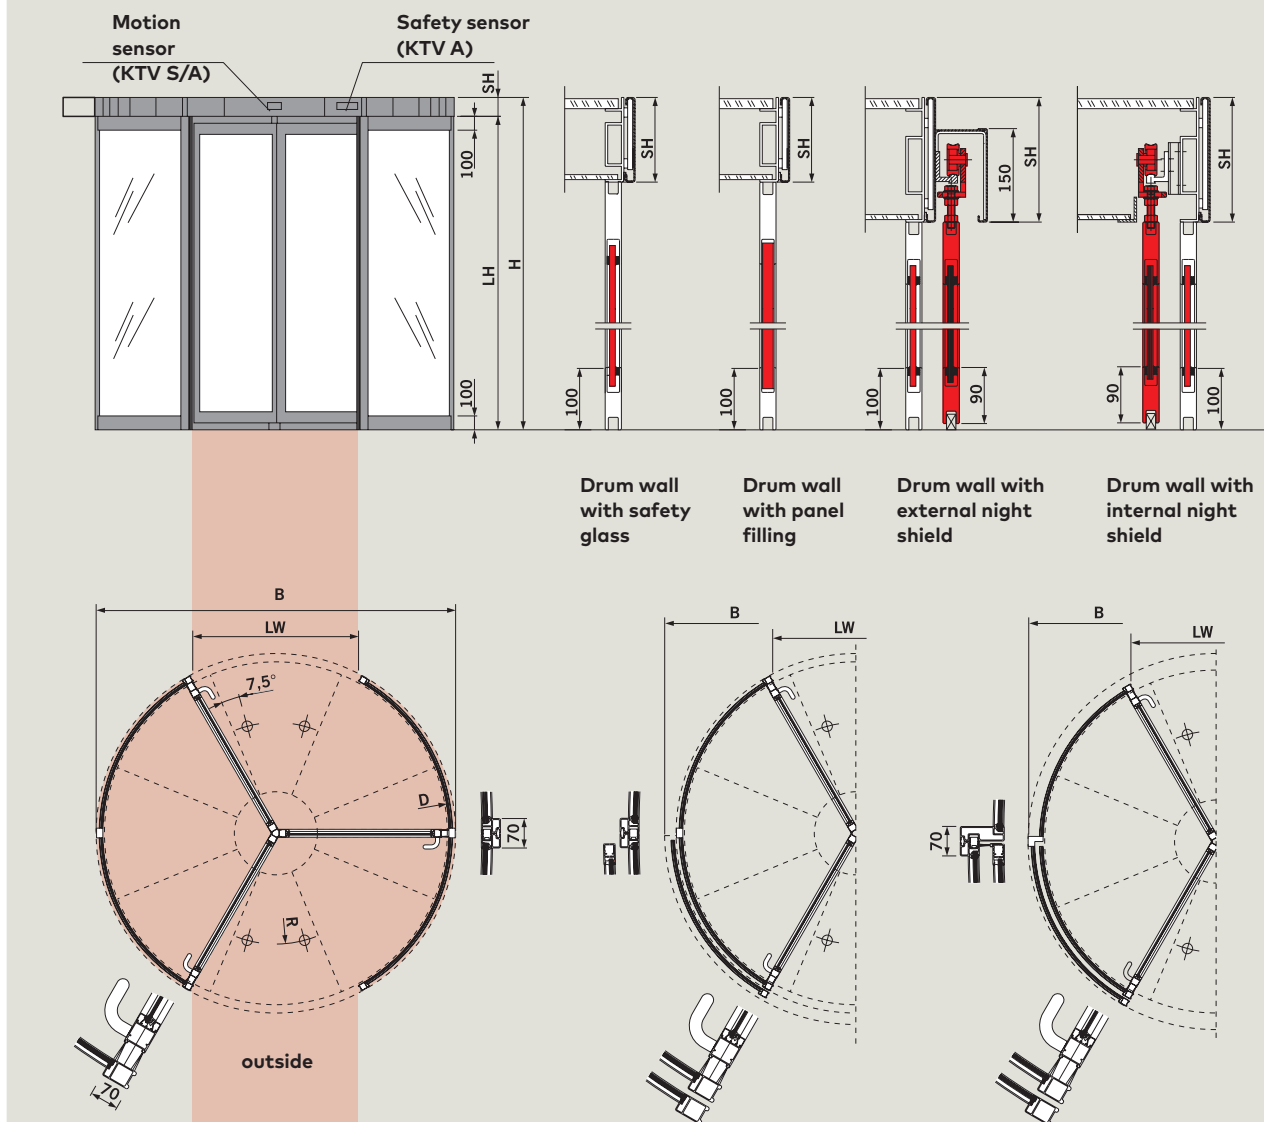 Motion
sensor
(KTV S/A)
Safety sensor
(KTV A)
SH
100
LH
H
100
SH
100
SH
100
150
SH
100
90
SH
90
100
Drum wall
with safety
glass
Drum wall
with panel
filling
Drum wall with
external night
shield
Drum wall with
internal night
shield
B
LW
7,5°
D
R
70
outside
70
B
LW
B
LW
70